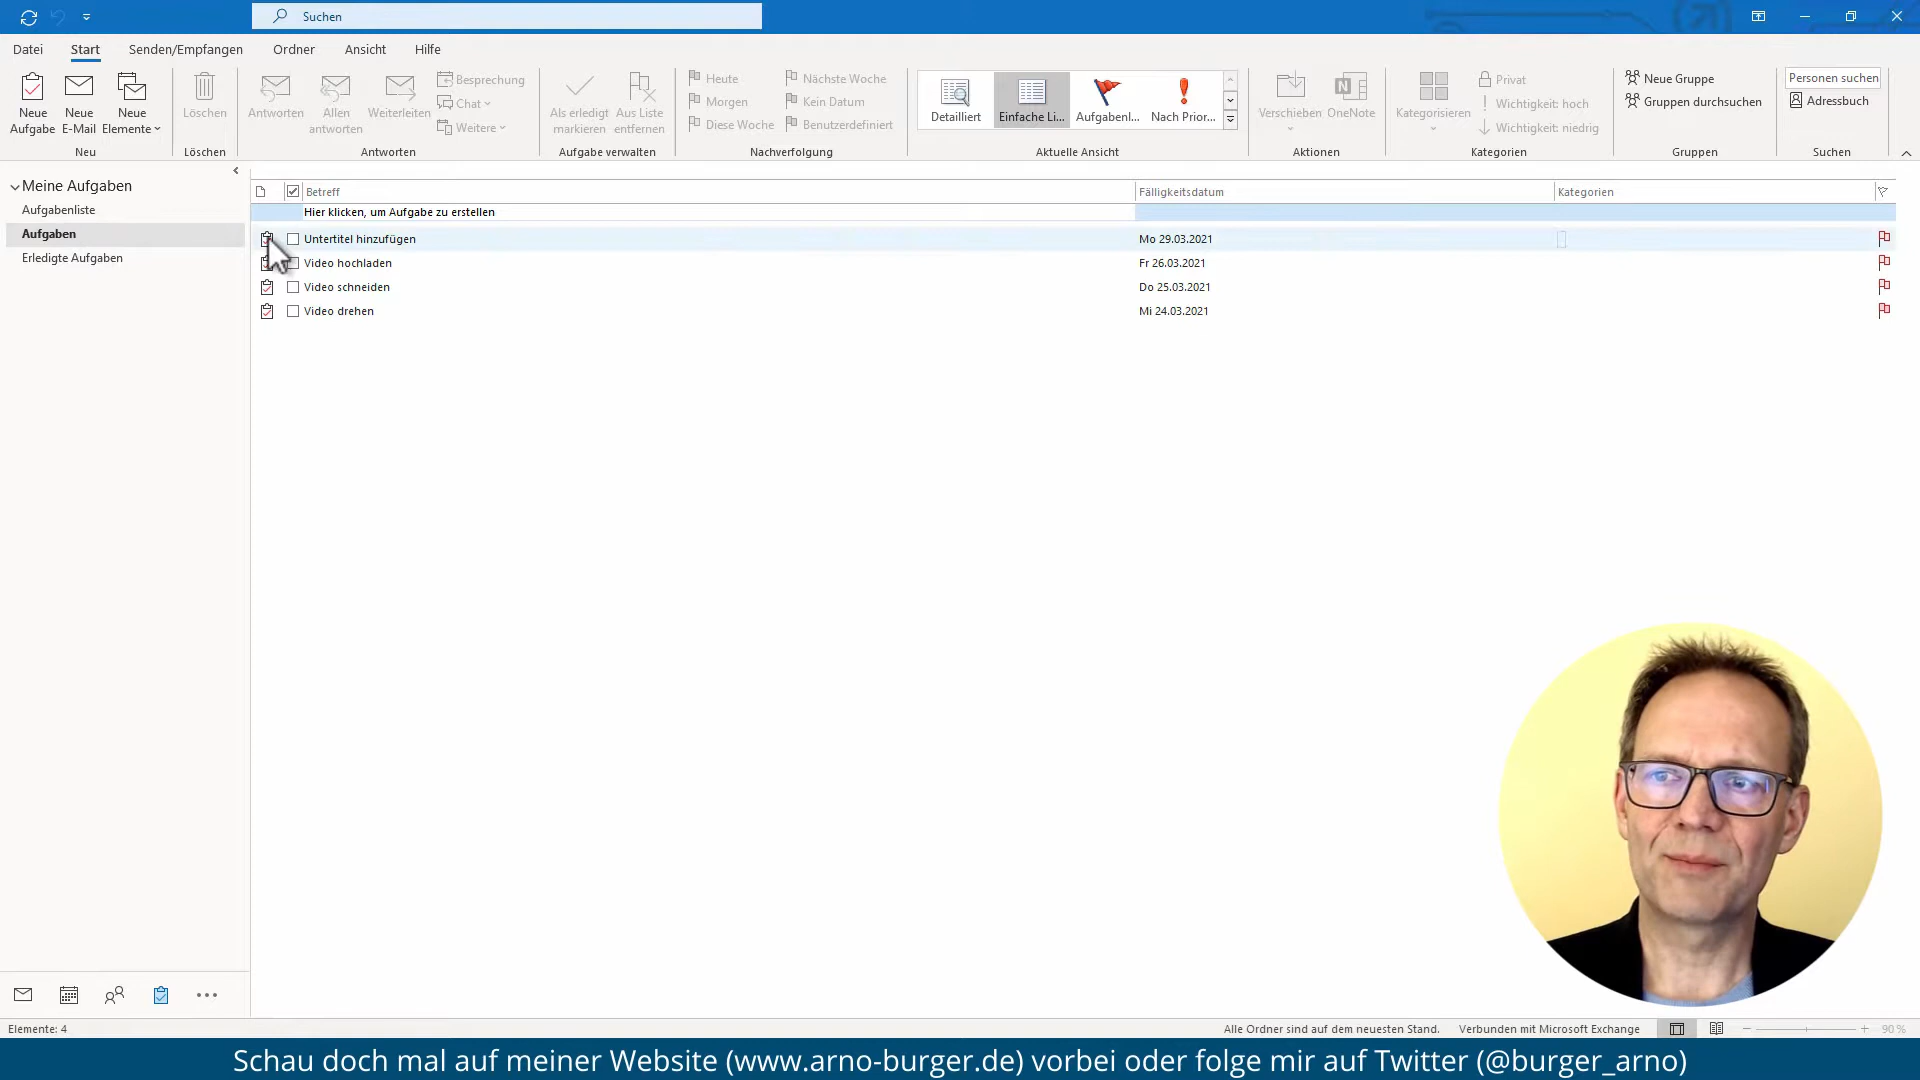 Suchen
Datei Start Senden/Empfangen Ordner Ansicht Hilfe
Neue Aufgabe
Neue E-Mail
Neue Elemente
Neu
Löschen
Löschen
Antworten
Allen antworten
Weiterleiten
Besprechung
Chat
Weitere
Antworten
Als erledigt markieren
Aus Liste entfernen
Aufgabe verwalten
Heute
Morgen
Diese Woche
Nächste Woche
Kein Datum
Benutzerdefiniert
Nachverfolgung
Detailliert
Einfache Li...
Aufgabenl...
Nach Prior...
Aktuelle Ansicht
Verschieben
OneNote
Aktionen
Kategorisieren
Privat
Wichtigkeit: hoch
Wichtigkeit: niedrig
Kategorien
Neue Gruppe
Gruppen durchsuchen
Gruppen
Personen suchen
Adressbuch
Suchen
Meine Aufgaben
Aufgabenliste
Aufgaben
Erledigte Aufgaben
Betreff Fälligkeitsdatum Kategorien
Hier klicken, um Aufgabe zu erstellen
Untertitel hinzufügen Mo 29.03.2021
Video hochladen Fr 26.03.2021
Video schneiden Do 25.03.2021
Video drehen Mi 24.03.2021
Elemente: 4 Alle Ordner sind auf dem neuesten Stand. Verbunden mit Microsoft Exchange 90 %
Schau doch mal auf meiner Website (www.arno-burger.de) vorbei oder folge mir auf Twitter (@burger_arno)